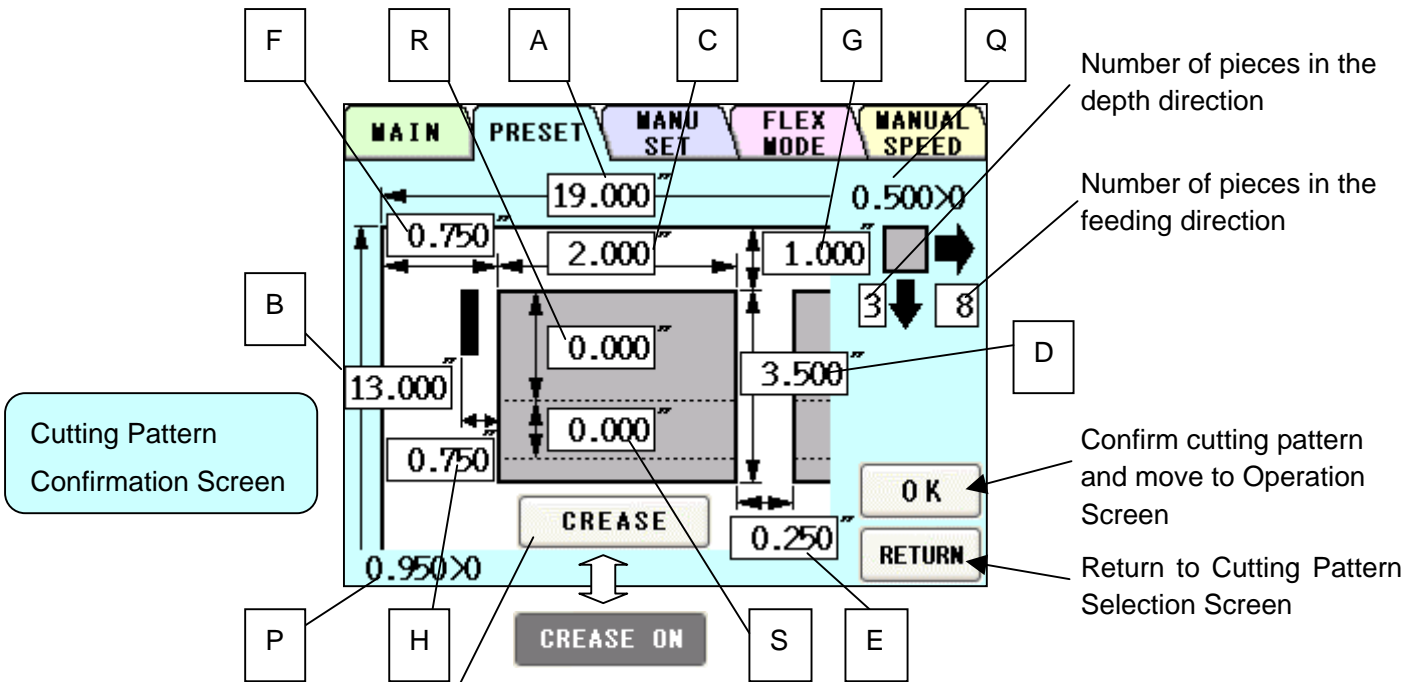 F R A C G Q
Number of pieces in the
depth direction
MAIN PRESET MANU SET FLEX MODE MANUAL SPEED
19.000" 0.500>0
Number of pieces in the
feeding direction
0.750" 2.000" 1.000"
B
3 8
0.000"
D
13.000" 3.500"
Cutting Pattern
Confirmation Screen
0.000"
0.750"
Confirm cutting pattern
and move to Operation
Screen
OK
CREASE
0.250"
RETURN
0.950>0
Return to Cutting Pattern
Selection Screen
P H CREASE ON S E